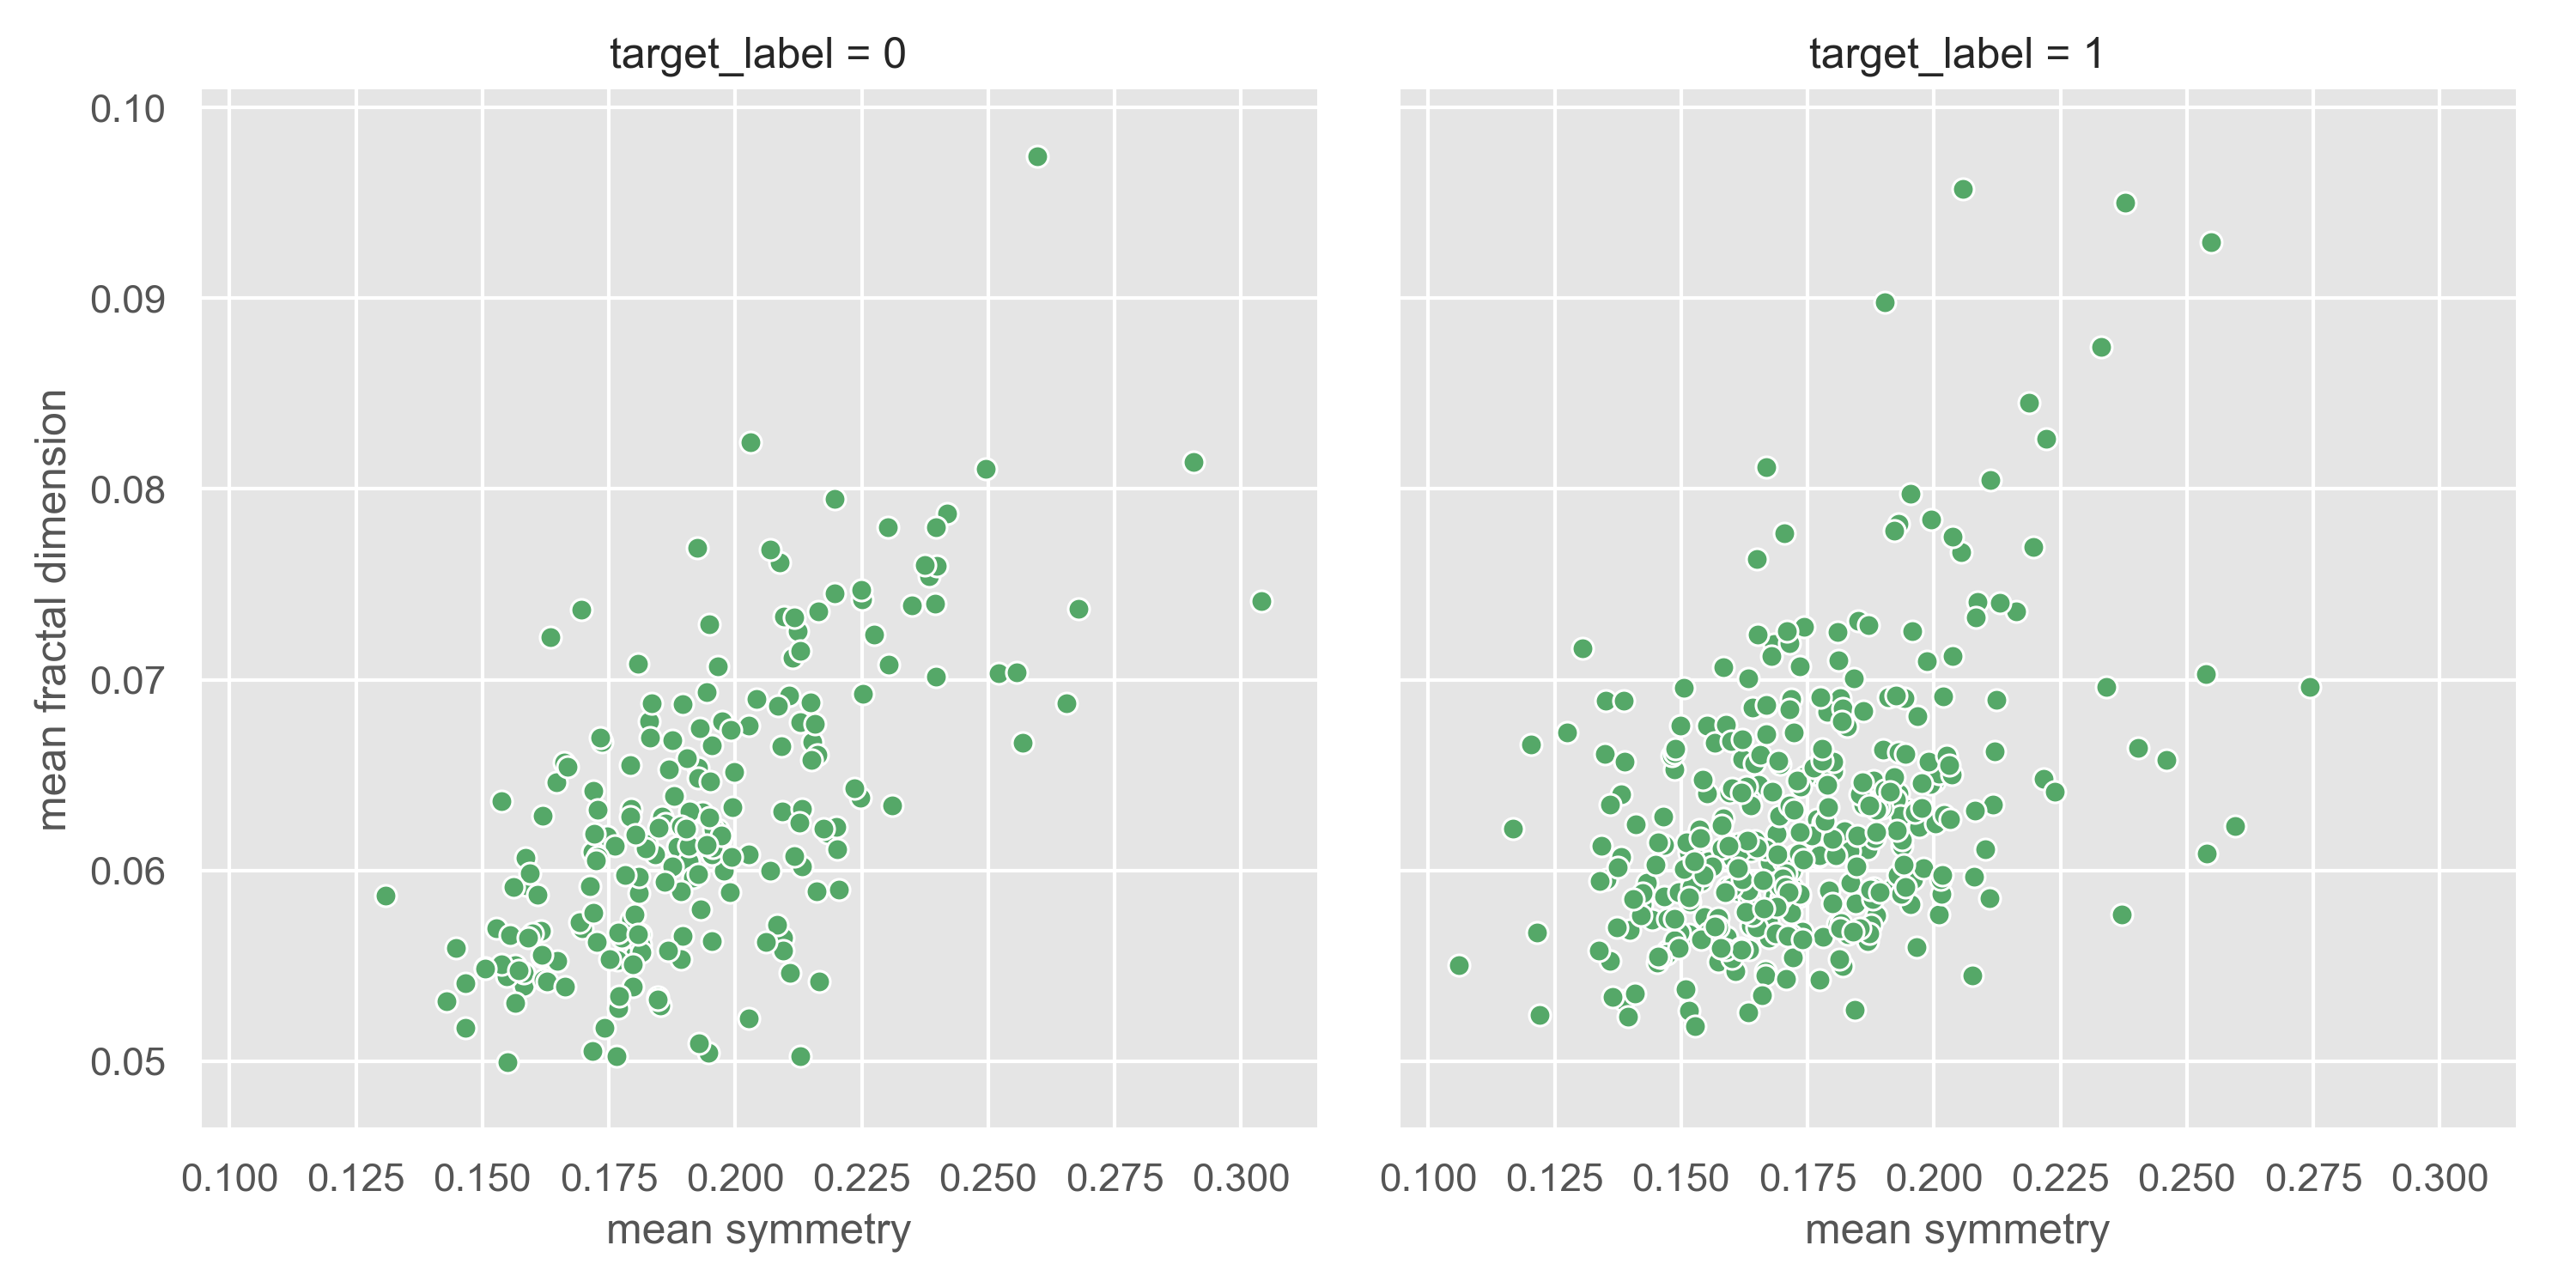 target_label = 0
target_label = 1
0.10
0.09
0.08
0.07
0.06
0.05
mean fractal dimension
0.100 0.125 0.150 0.175 0.200 0.225 0.250 0.275 0.300
0.100 0.125 0.150 0.175 0.200 0.225 0.250 0.275 0.300
mean symmetry
mean symmetry